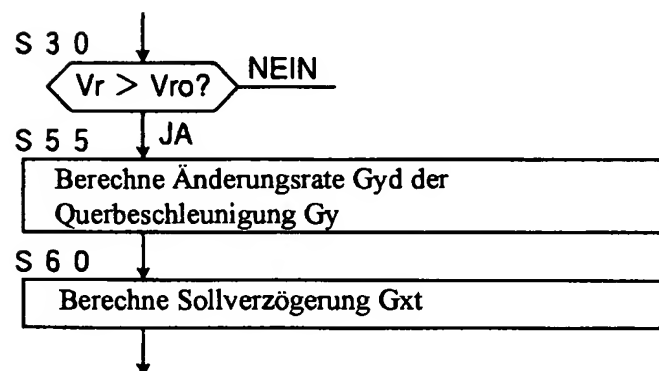 S 3 0
Vr > Vro? NEIN
JA
S 5 5
Berechne Änderungsrate Gyd der
Querbeschleunigung Gy
S 6 0
Berechne Sollverzögerung Gxt